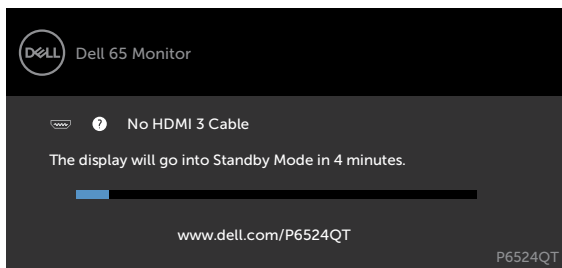 DELL Dell 65 Monitor
? No HDMI 3 Cable
The display will go into Standby Mode in 4 minutes.
www.dell.com/P6524QT
P6524QT